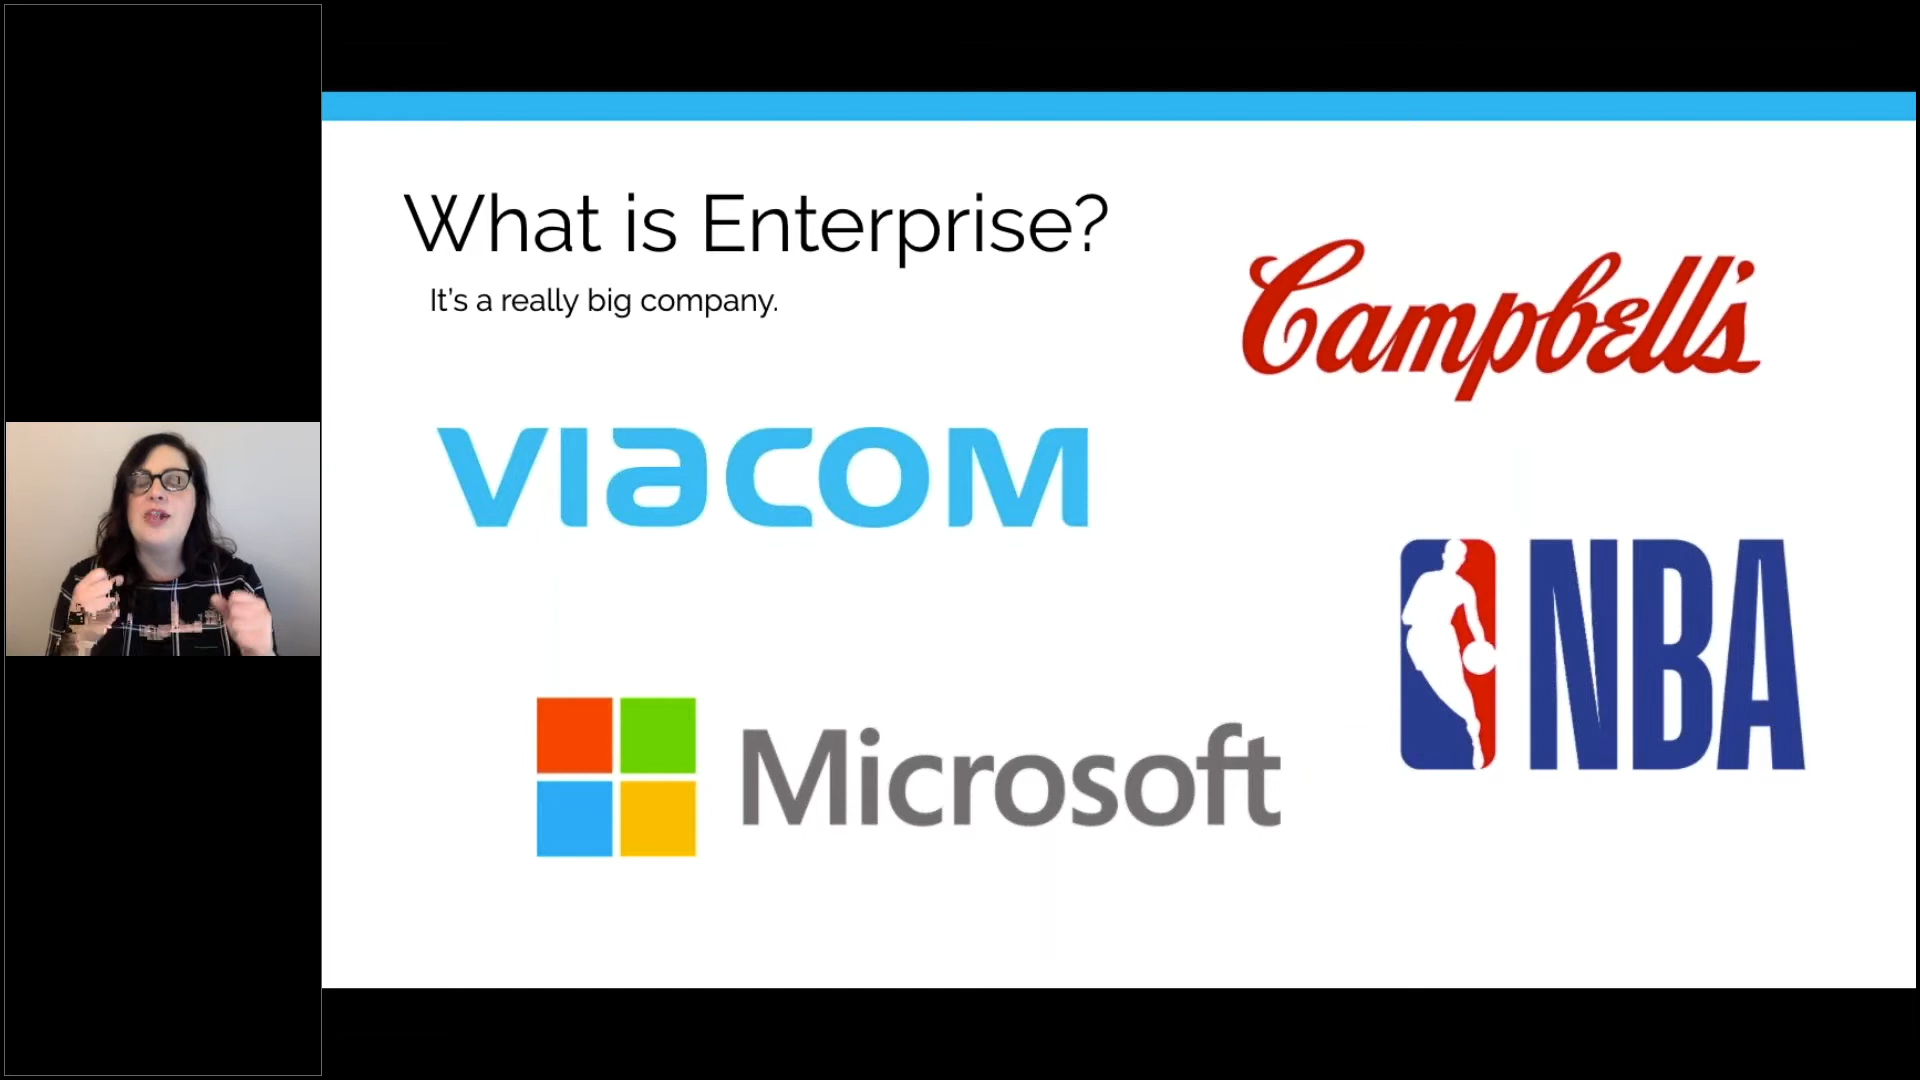 What is Enterprise?
It's a really big company.
Campbell's
VIacom
NBA
Microsoft